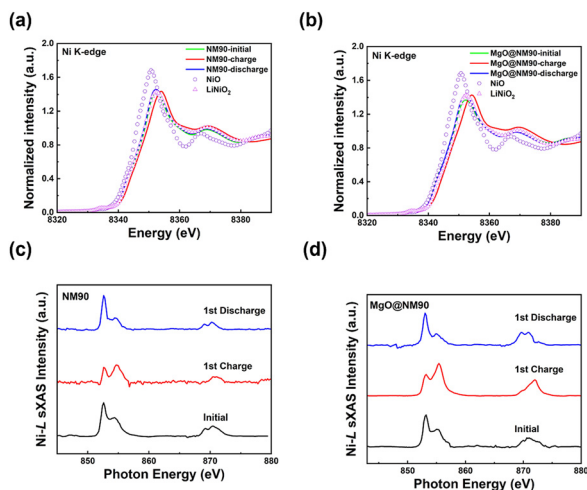 (a)
Ni K-edge
NM90-initial
NM90-charge
NM90-discharge
NiO
LiNiO2
Normalized intensity (a.u.)
2.0
1.6
1.2
0.8
0.4
0.0
8320 8340 8360 8380
Energy (eV)
(b)
Ni K-edge
MgO@NM90-initial
MgO@NM90-charge
MgO@NM90-discharge
NiO
LiNiO2
Normalized intensity (a.u.)
2.0
1.6
1.2
0.8
0.4
0.0
8320 8340 8360 8380
Energy (eV)
(c)
NM90
1st Discharge
1st Charge
Initial
Ni-L sXAS Intensity (a.u.)
850 860 870 880
Photon Energy (eV)
(d)
MgO@NM90
1st Discharge
1st Charge
Initial
Ni-L sXAS Intensity (a.u.)
850 860 870 880
Photon Energy (eV)